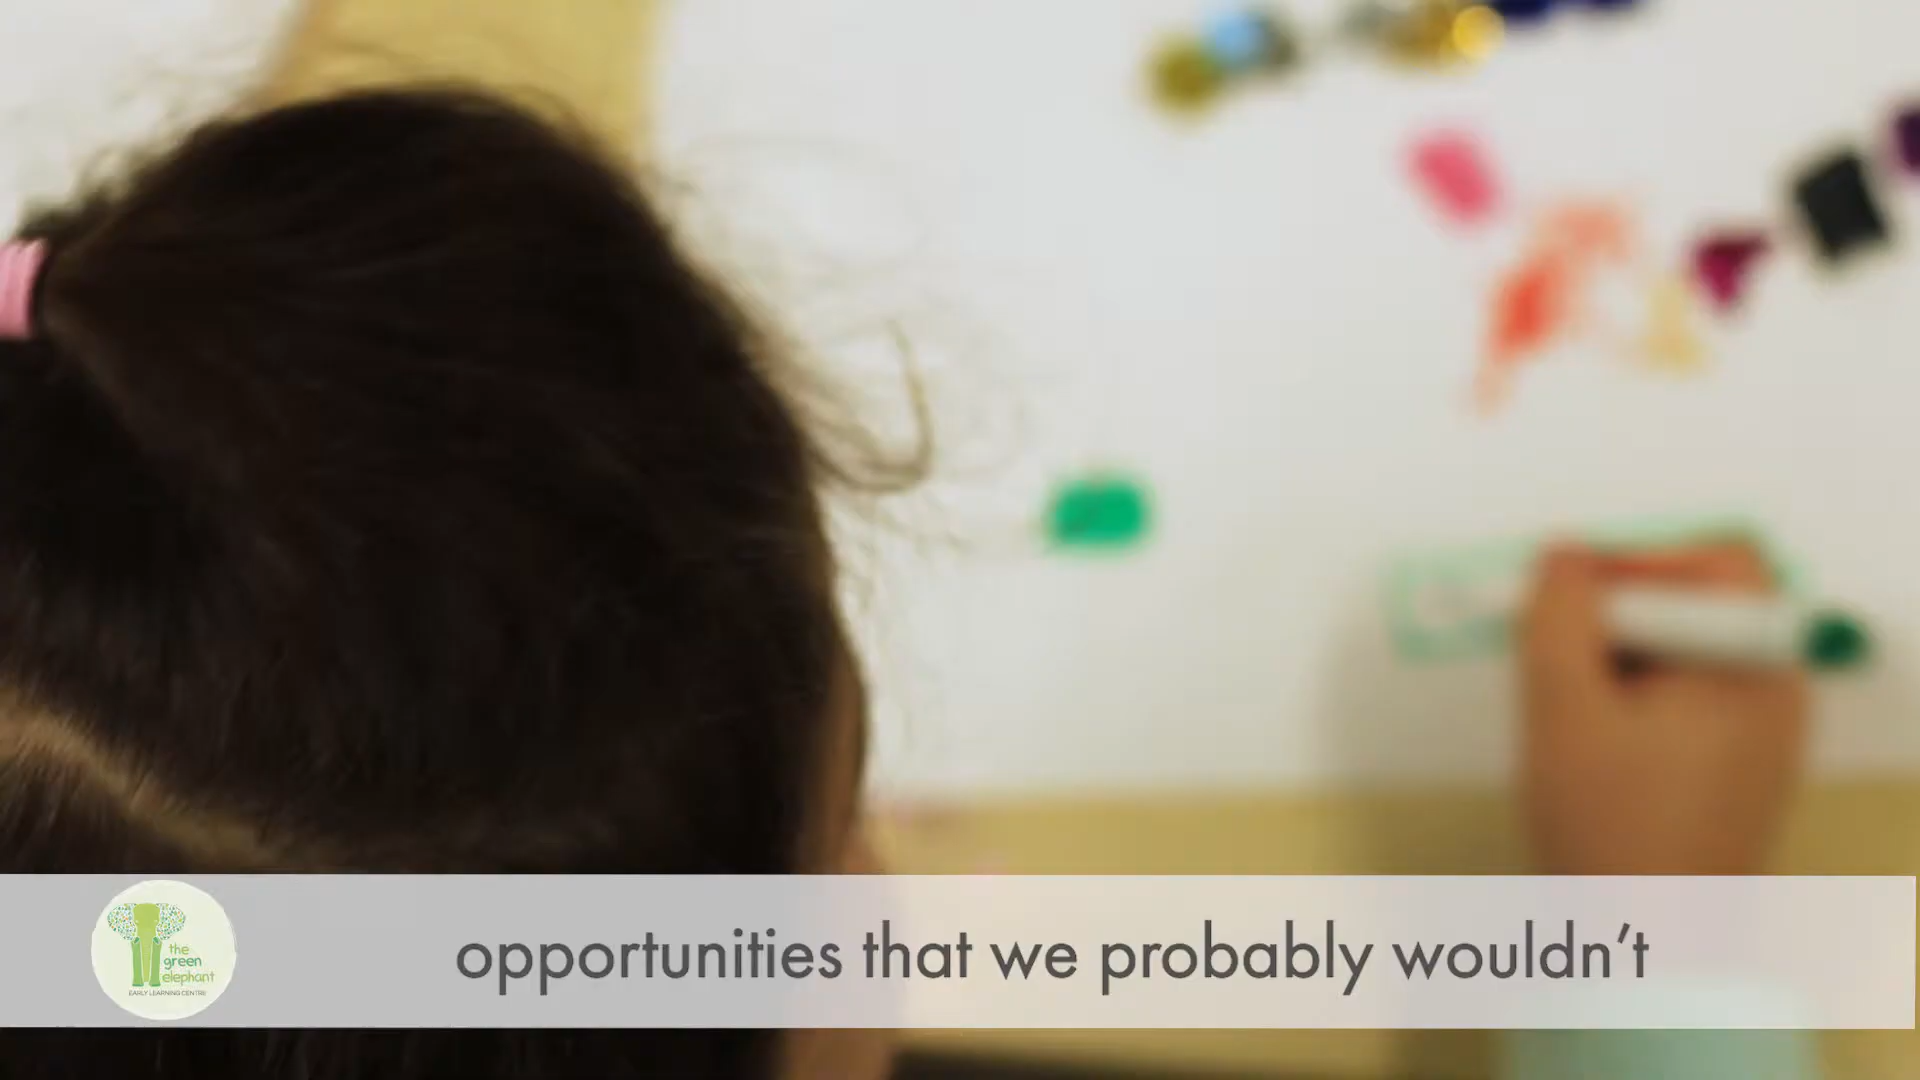 the
green
elephant
EARLY LEARNING CENTRE
opportunities that we probably wouldn't